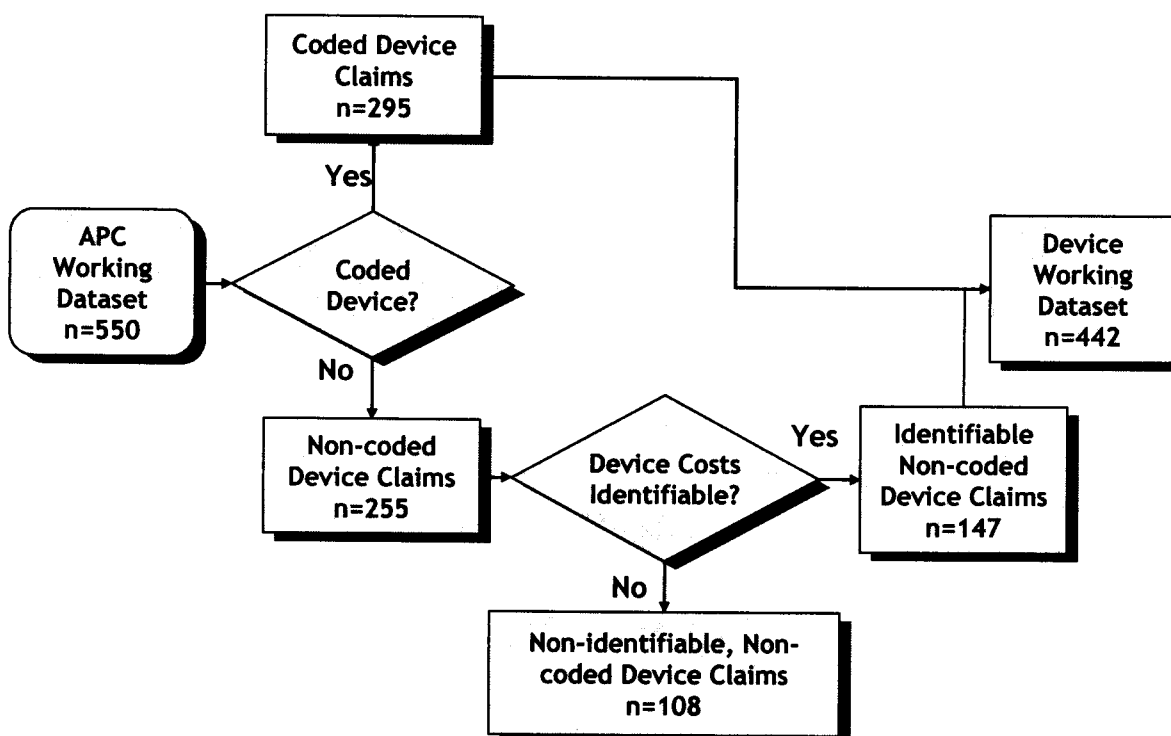 Coded Device
Claims
n=295
Yes
APC
Working
Dataset
n=550
Coded
Device?
Device
Working
Dataset
n=442
No
Non-coded
Device Claims
n=255
Device Costs
Identifiable?
Yes
Identifiable
Non-coded
Device Claims
n=147
No
Non-identifiable, Non-
coded Device Claims
n=108